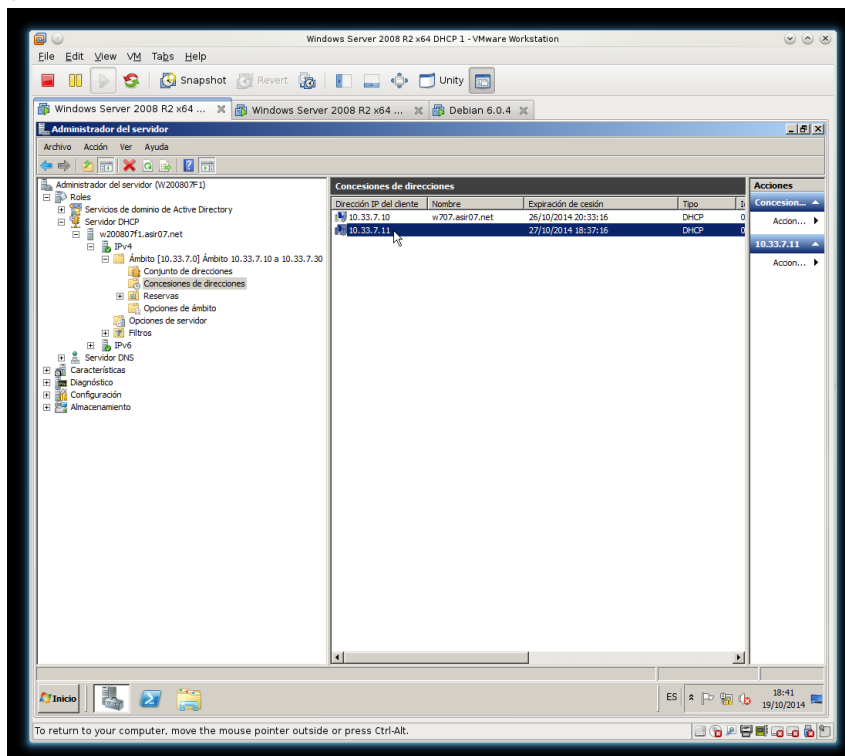 Windows Server 2008 R2 x64 DHCP 1 - VMware Workstation
File Edit View VM Tabs Help
Snapshot Revert Unity
Windows Server 2008 R2 x64 ... Windows Server 2008 R2 x64 ... Debian 6.0.4
Administrador del servidor
Archivo Acción Ver Ayuda
Administrador del servidor (W200807F1)
Roles
Servicios de dominio de Active Directory
Servidor DHCP
w200807f1.asir07.net
IPv4
Ámbito [10.33.7.0] Ámbito 10.33.7.10 a 10.33.7.30
Conjunto de direcciones
Concesiones de direcciones
Reservas
Opciones de ámbito
Opciones de servidor
Filtros
IPv6
Servidor DNS
Características
Diagnóstico
Configuración
Almacenamiento
Concesiones de direcciones
Dirección IP del cliente Nombre Expiración de cesión Tipo
10.33.7.10 w707.asir07.net 26/10/2014 20:33:16 DHCP 0
10.33.7.11 27/10/2014 18:37:16 DHCP 0
Acciones
Concesion...
Accion...
10.33.7.11
Accion...
Inicio
ES
18:41
19/10/2014
To return to your computer, move the mouse pointer outside or press Ctrl-Alt.